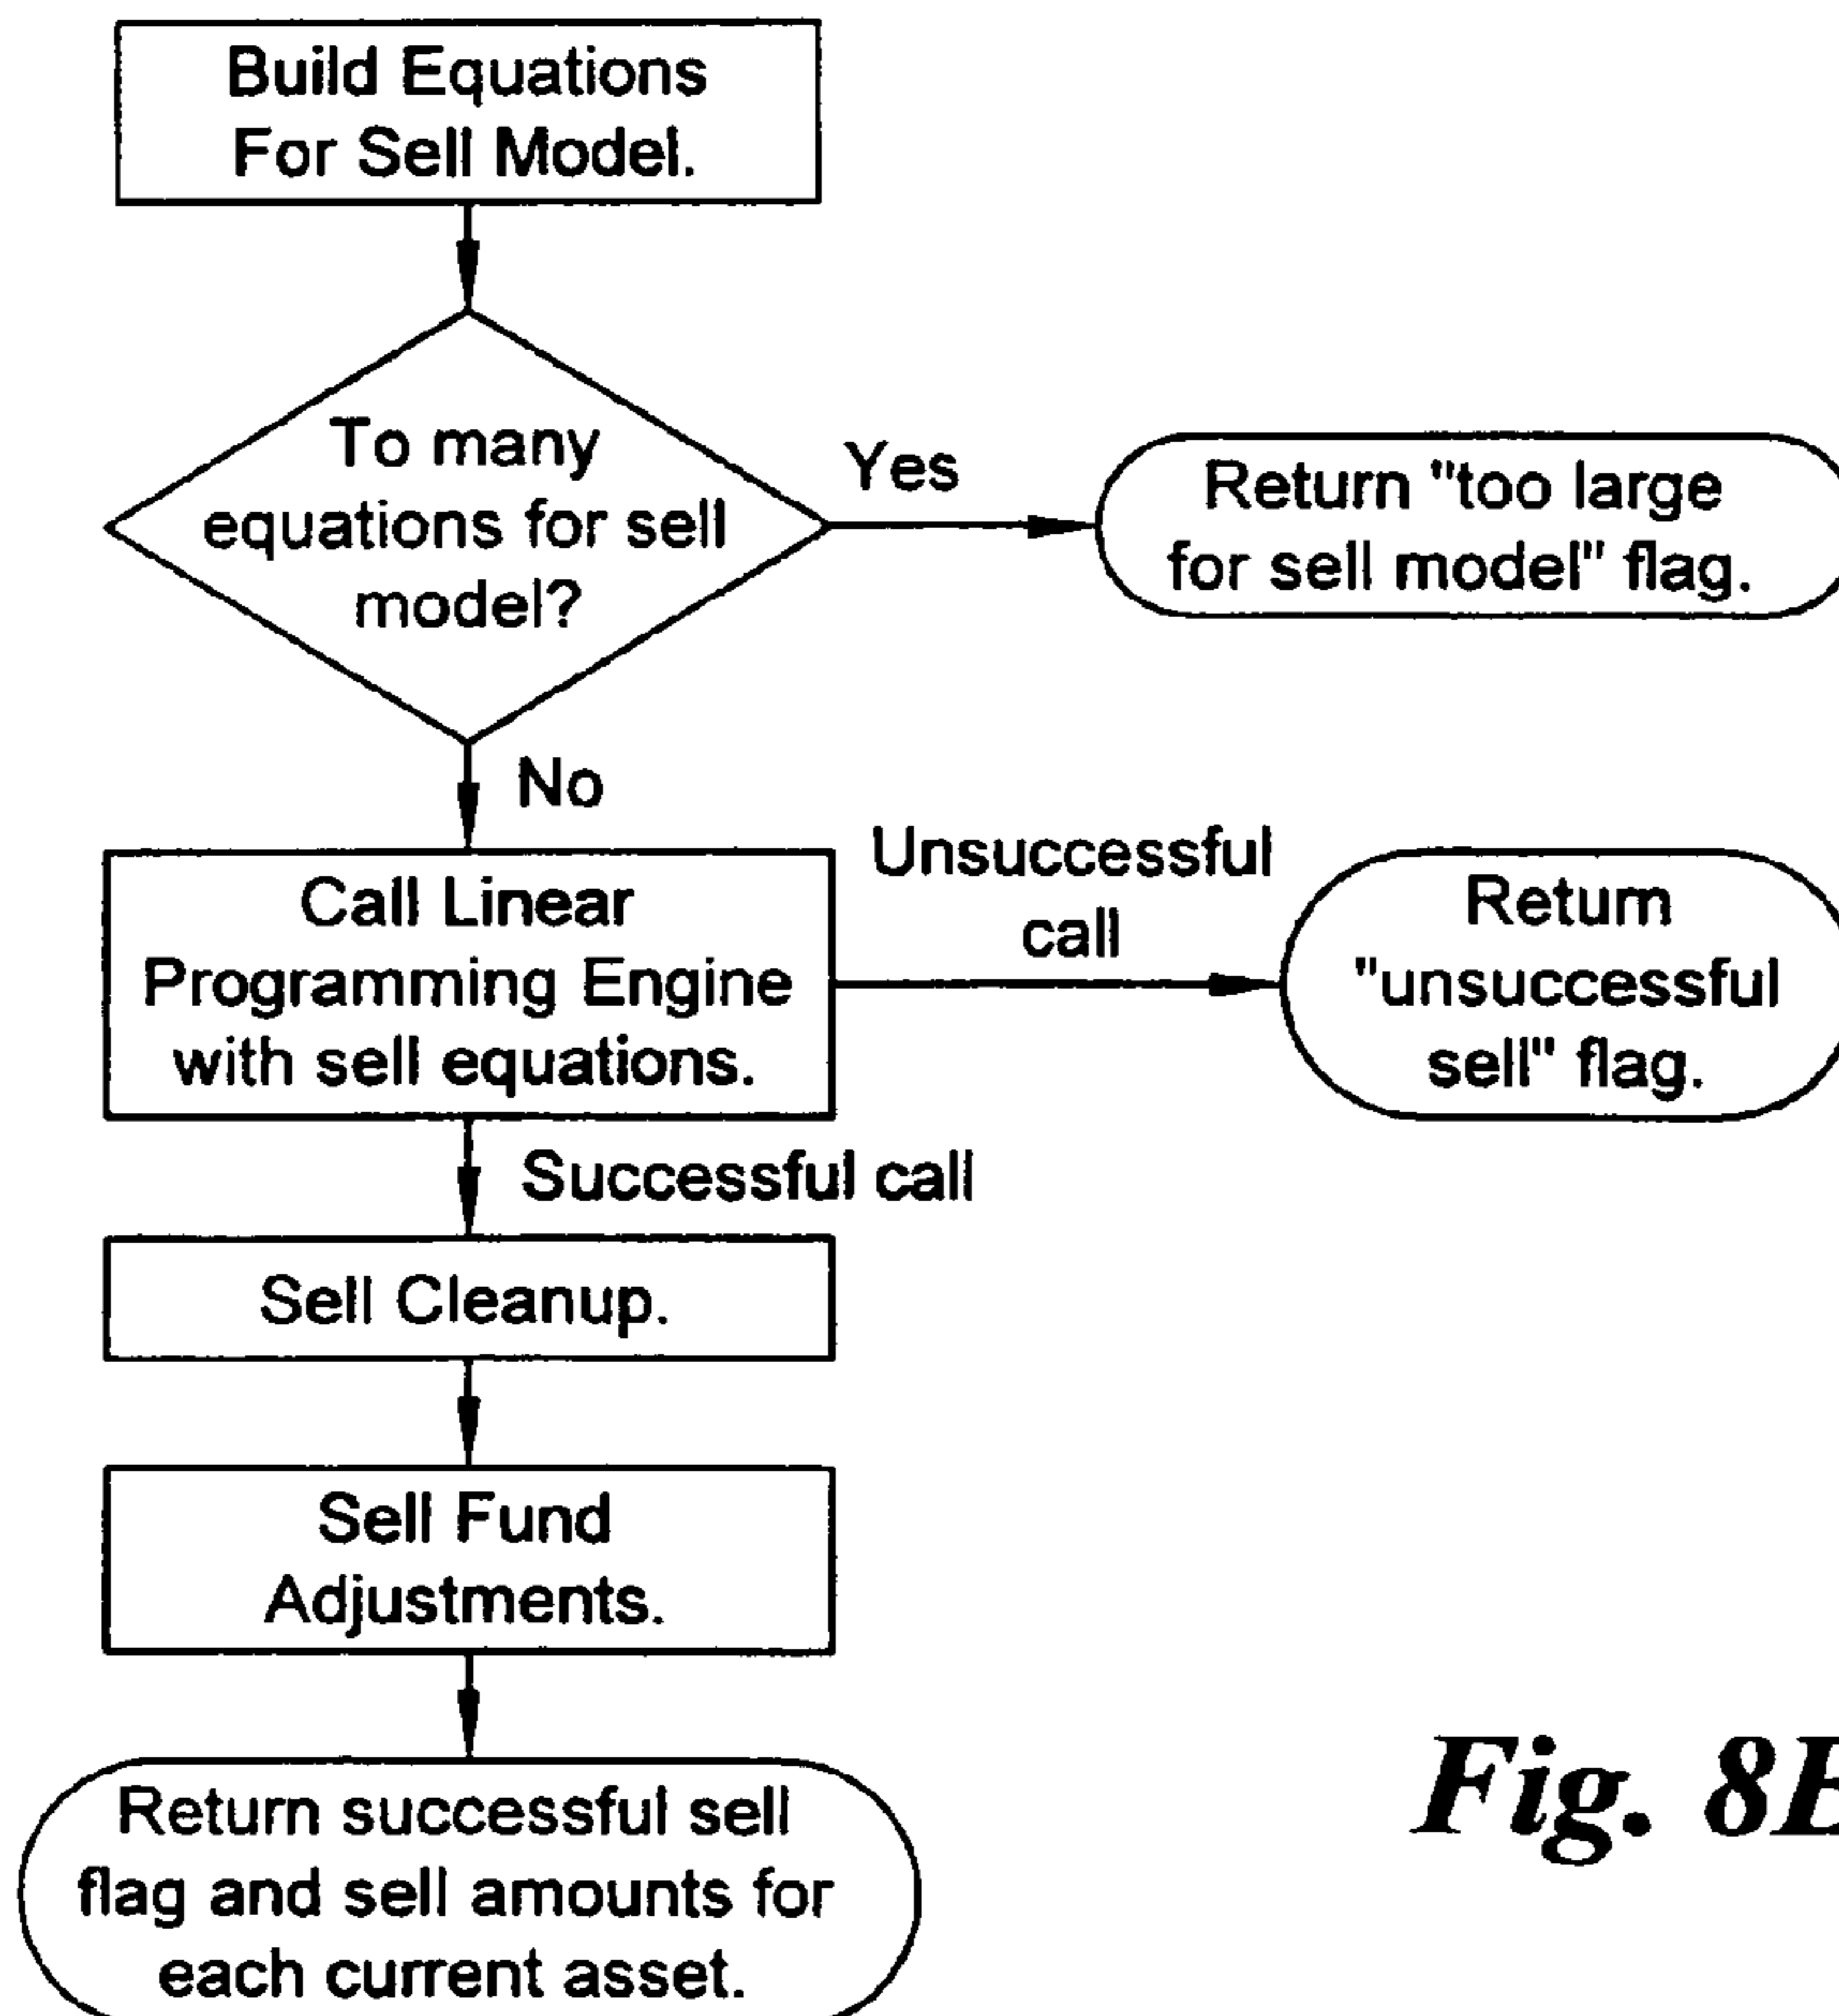 Build Equations
For Sell Model.
To many
equations for sell
model?
Yes
Return "too large
for sell model" flag.
No
Call Linear
Programming Engine
with sell equations.
Unsuccessful
call
Return
"unsuccessful
sell" flag.
Successful call
Sell Cleanup.
Sell Fund
Adjustments.
Return successful sell
flag and sell amounts for
each current asset.
Fig.